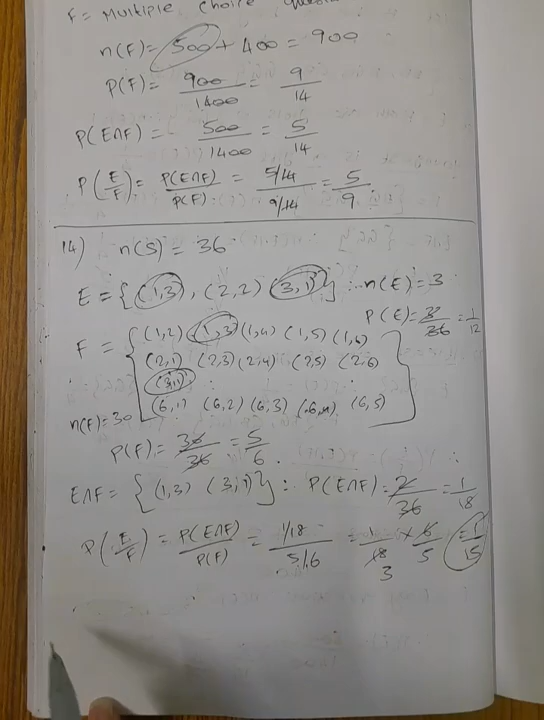 F = Multiple Choice
n(F) = 500 + 400 = 900
P(F) = 900/1400 = 9/14
P(E∩F) = 500/1400 = 5/14
P(E/F) = P(E∩F)/P(F) = 5/14 / 9/14 = 5/9
14) n(S) = 36
E = {(1,3), (2,2) (3,1)} ∴ n(E) = 3
P(E) = 3/36 = 1/12
F = { (1,2) (1,3) (1,4) (1,5) (1,6)
(2,1) (2,3) (2,4) (2,5) (2,6)
(3,1)
(6,1) (6,2) (6,3) (6,4) (6,5) }
n(F) = 30
P(F) = 30/36 = 5/6
E∩F = { (1,3) (3,1) } : P(E∩F) = 2/36 = 1/18
P(E/F) = P(E∩F)/P(F) = 1/18 / 5/6 = 1/18 × 6/5 = 1/15
3